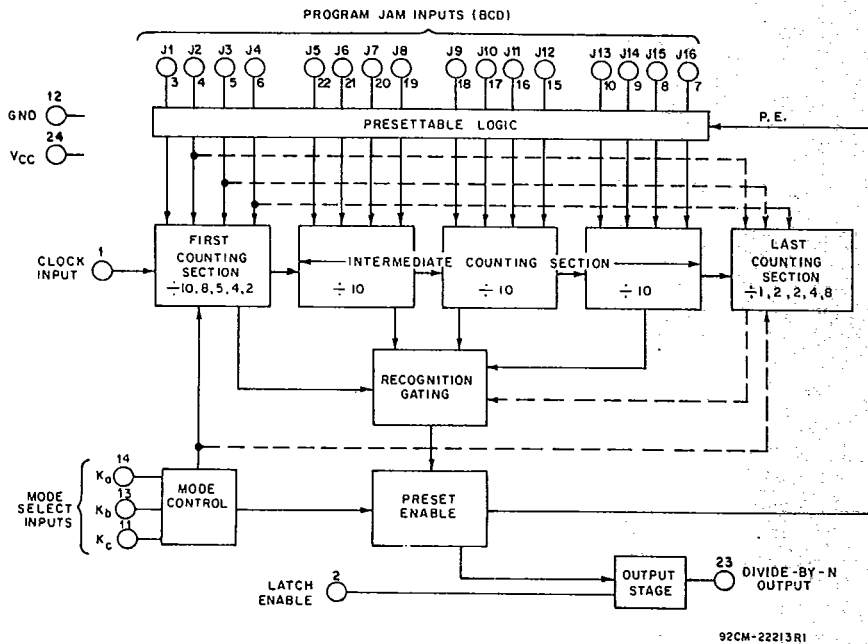 PROGRAM JAM INPUTS (BCD)
J1 J2 J3 J4 J5 J6 J7 J8 J9 J10 J11 J12 J13 J14 J15 J16
3 4 5 6 22 21 20 19 18 17 16 15 10 9 8 7
12
GND
24
VCC
PRESETTABLE LOGIC
P.E.
CLOCK
INPUT
1
FIRST
COUNTING
SECTION
÷10,8,5,4,2
INTERMEDIATE COUNTING SECTION
÷10
÷10
÷10
LAST
COUNTING
SECTION
÷1,2,2,4,8
RECOGNITION
GATING
MODE
SELECT
INPUTS
14
Ka
13
Kb
11
Kc
MODE
CONTROL
PRESET
ENABLE
LATCH
ENABLE
2
OUTPUT
STAGE
23
DIVIDE-BY-N
OUTPUT
92CM-22213R1